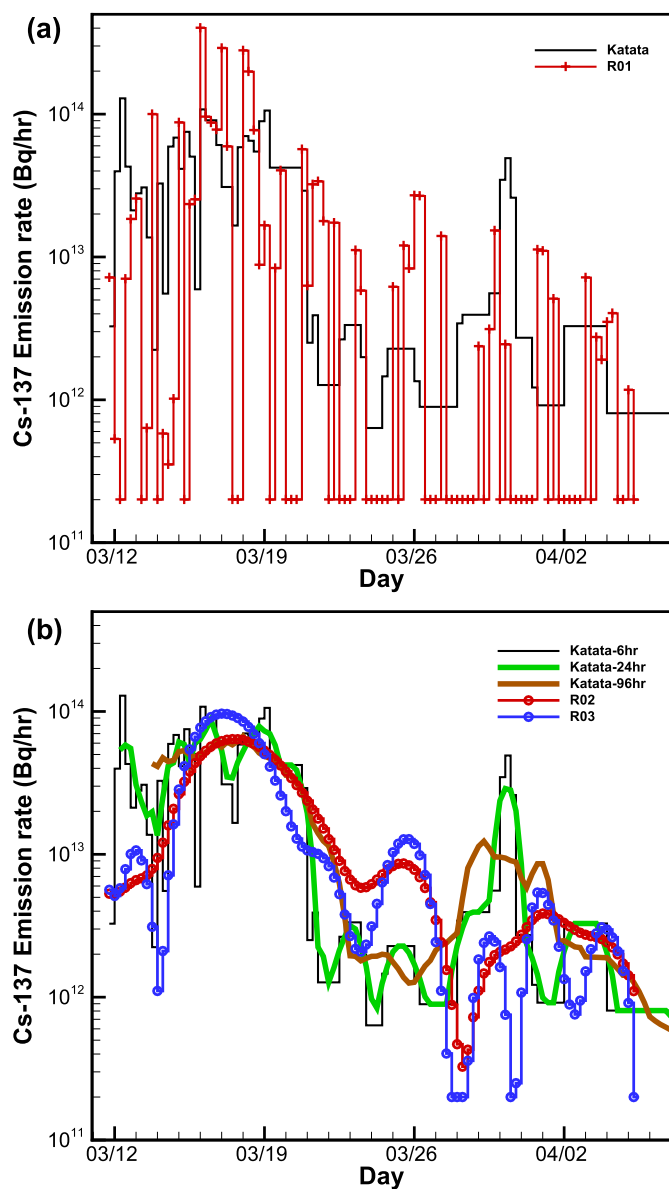 (a)
Katata
R01
Cs-137 Emission rate (Bq/hr)
10^14
10^13
10^12
10^11
03/12 03/19 03/26 04/02
Day
(b)
Katata-6hr
Katata-24hr
Katata-96hr
R02
R03
Cs-137 Emission rate (Bq/hr)
10^14
10^13
10^12
10^11
03/12 03/19 03/26 04/02
Day